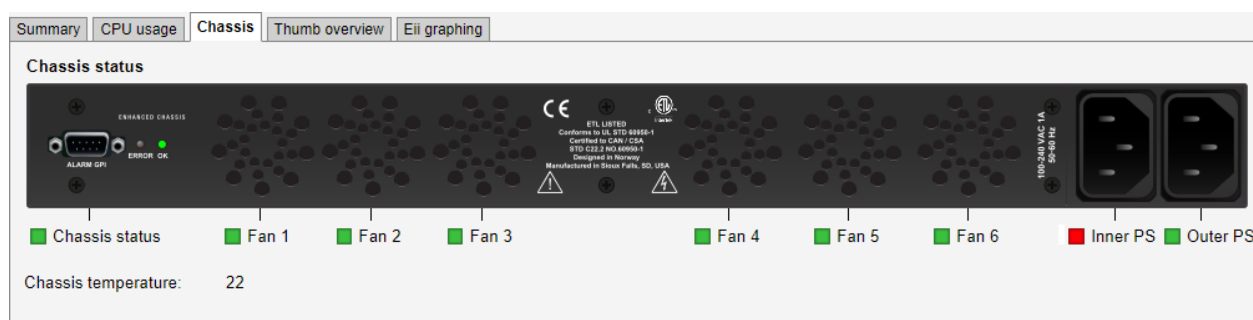 Summary CPU usage Chassis Thumb overview Eii graphing
Chassis status
ENHANCED CHASSIS
ERROR OK
ALARM GPI
CE
ETL LISTED
Conforms to UL STD 60950-1
Certified to CAN / CSA
STD C22.2 NO.60950-1
Designed in Norway
Manufactured in Sioux Falls, SD, USA
100-240 VAC 1A
50-60 Hz
Chassis status Fan 1 Fan 2 Fan 3 Fan 4 Fan 5 Fan 6 Inner PS Outer PS
Chassis temperature: 22